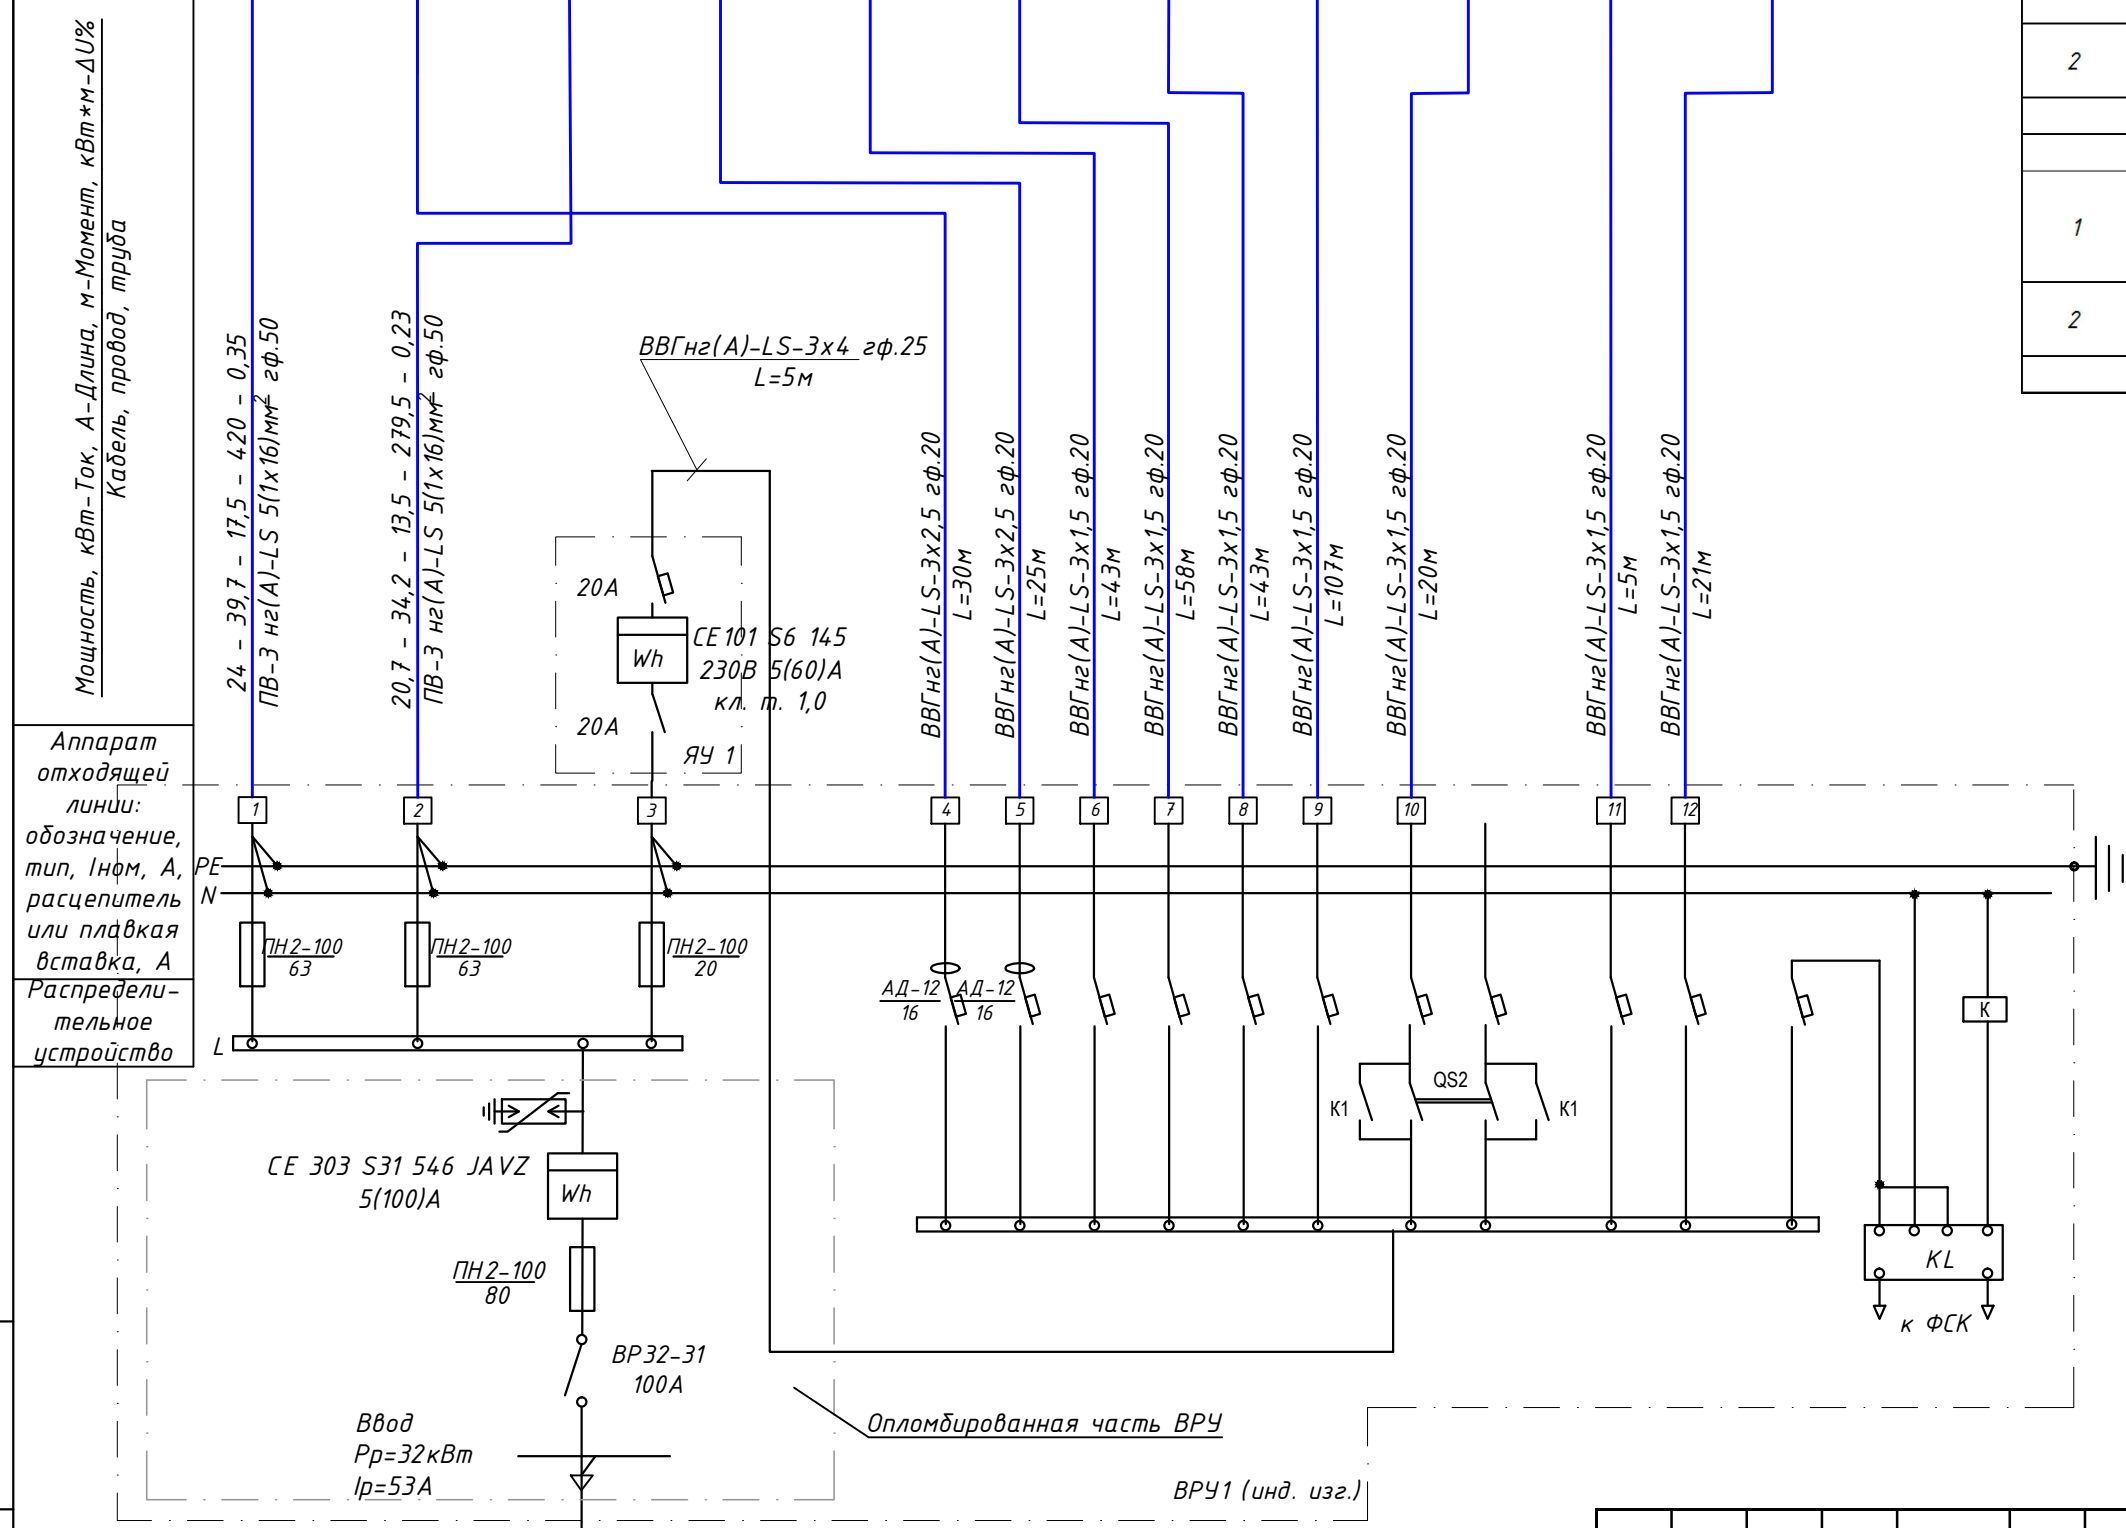 Мощность, кВт-Ток, А-Длина, м-Момент, кВт*м-ΔU%
Кабель, провод, труба
24 - 39,7 - 17,5 - 420 - 0,35
ПВ-3 нг(А)-LS 5(1х16)мм² гф.50
20,7 - 34,2 - 13,5 - 279,5 - 0,23
ПВ-3 нг(А)-LS 5(1х16)мм² гф.50
ВВГнг(А)-LS-3х4 гф.25
L=5м
20А
СЕ101 S6 145
Wh
230В 5(60)А
кл. т. 1,0
20А
ЯУ 1
ВВГнг(А)-LS-3х2,5 гф.20
L=30м
ВВГнг(А)-LS-3х2,5 гф.20
L=25м
ВВГнг(А)-LS-3х1,5 гф.20
L=43м
ВВГнг(А)-LS-3х1,5 гф.20
L=58м
ВВГнг(А)-LS-3х1,5 гф.20
L=43м
ВВГнг(А)-LS-3х1,5 гф.20
L=107м
ВВГнг(А)-LS-3х1,5 гф.20
L=20м
ВВГнг(А)-LS-3х1,5 гф.20
L=5м
ВВГнг(А)-LS-3х1,5 гф.20
L=21м
2
1
2
Аппарат
отходящей
линии:
обозначение,
тип, Iном, А,
расцепитель
или плавкая
вставка, А
Распредели-
тельное
устройство
1
2
3
4
5
6
7
8
9
10
11
12
PE
N
ПН2-100
63
ПН2-100
63
ПН2-100
20
АД-12
16
АД-12
16
К
L
QS2
К1
К1
СЕ 303 S31 546 JAVZ
5(100)А
Wh
ПН2-100
80
ВР32-31
100А
KL
к ФСК
Ввод
Рр=32кВт
Iр=53А
Опломбированная часть ВРУ
ВРУ1 (инд. изг.)